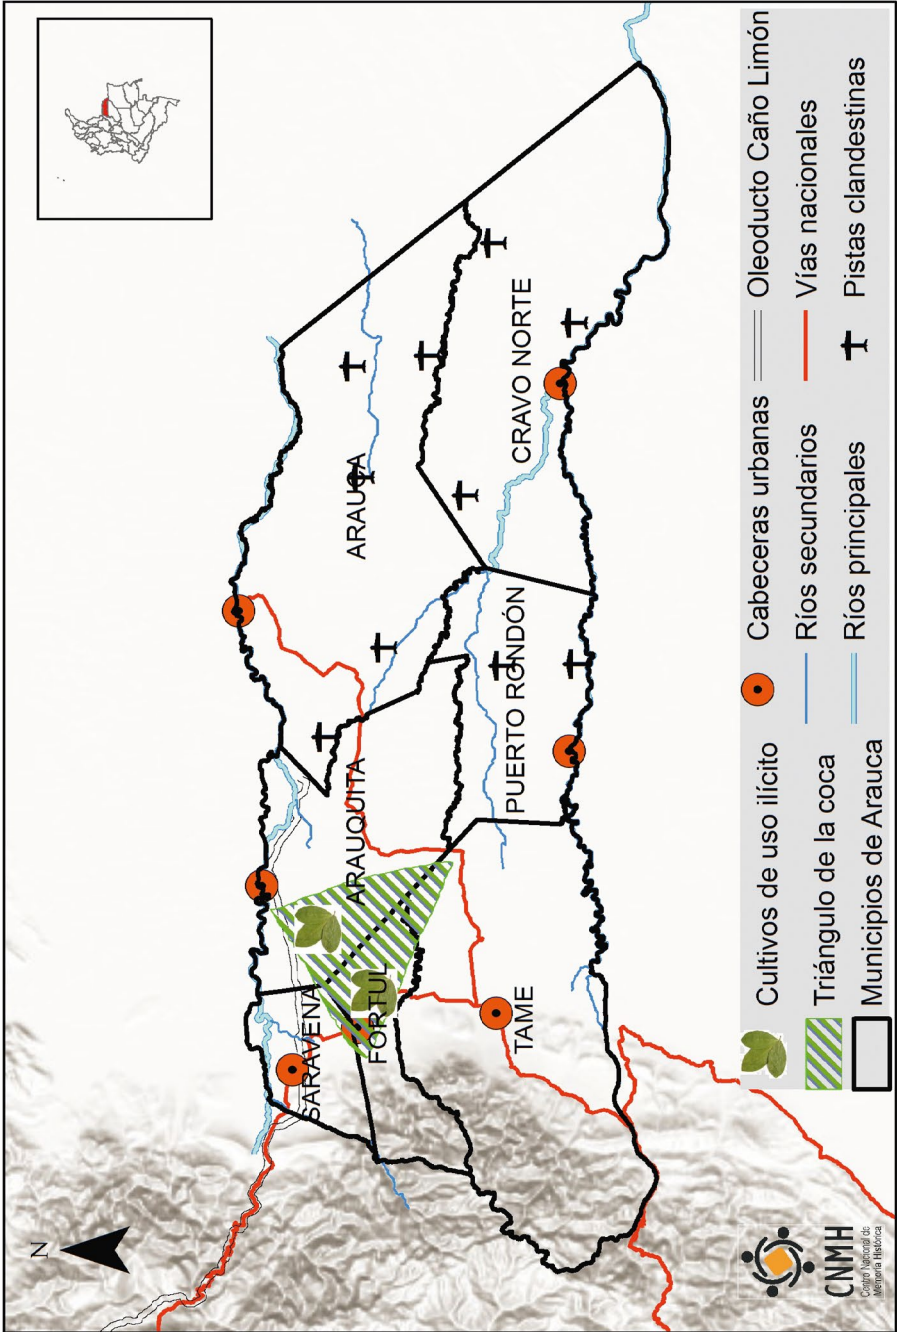 N
ARAUCA
SARAVENA
ARAUQUITA
FORTUL
CRAVO NORTE
PUERTO RONDÓN
TAME
CNMH
Centro Nacional de
Memoria Histórica
Cultivos de uso ilícito
Cabeceras urbanas
Oleoducto Caño Limón
Triángulo de la coca
Ríos secundarios
Vías nacionales
Municipios de Arauca
Ríos principales
Pistas clandestinas